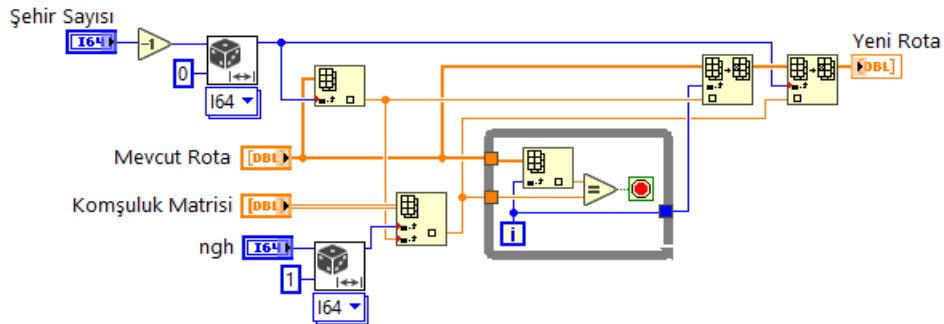 Şehir Sayısı
I64
-1
0
I64
Yeni Rota
DBL]
Mevcut Rota
[DBL]
Komşuluk Matrisi
[DBL]
ngh
I64
1
I64
=
i